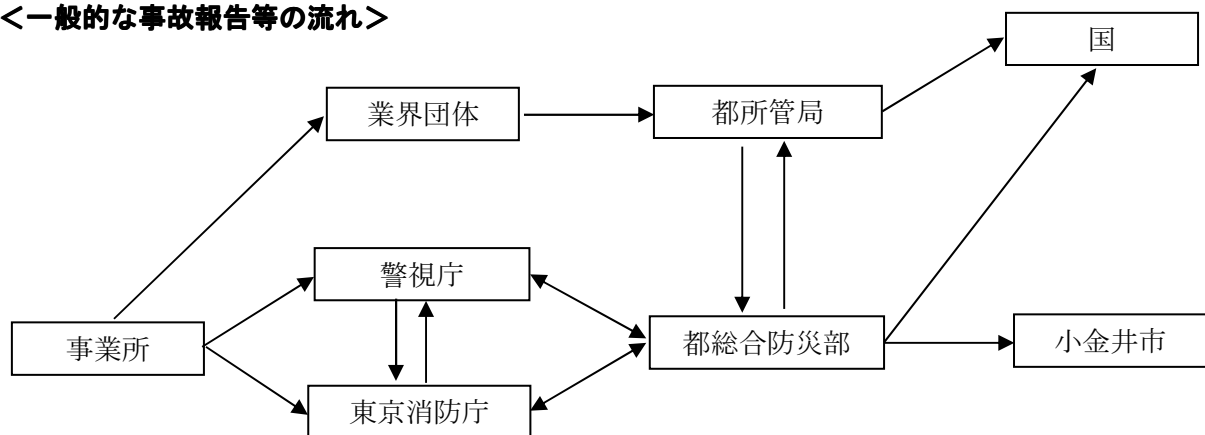 ＜一般的な事故報告等の流れ＞
国
業界団体
都所管局
警視庁
事業所
都総合防災部
小金井市
東京消防庁